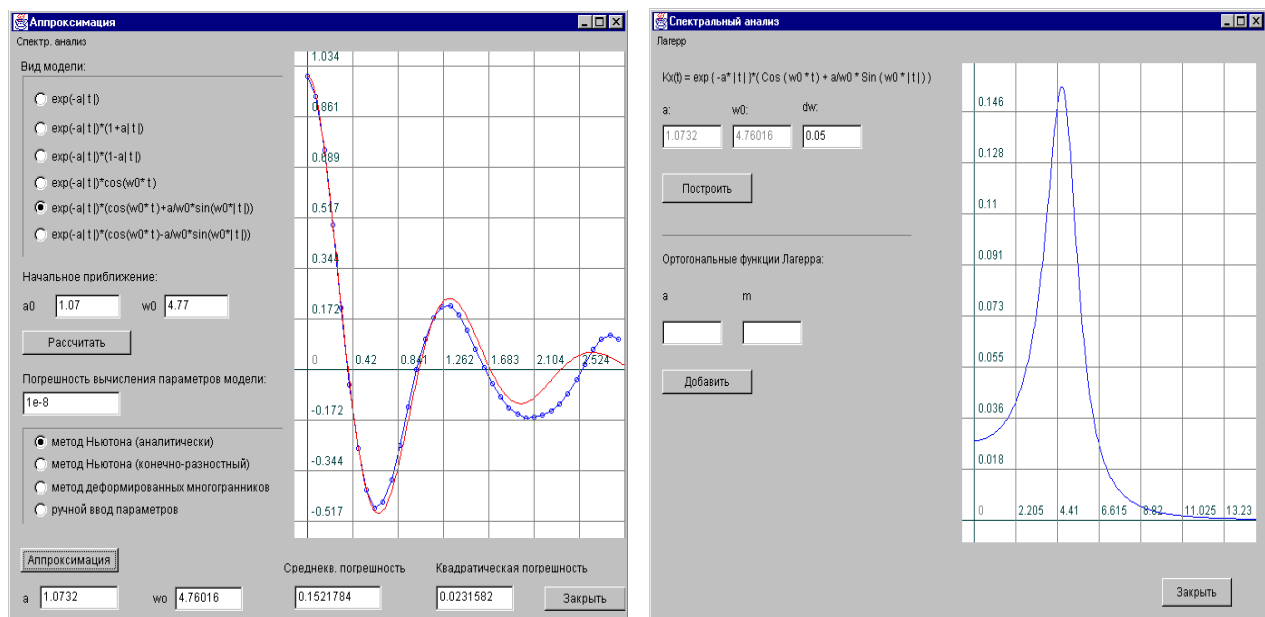 Аппроксимация
Спектр. анализ
Вид модели:
exp(-a| t |)
exp(-a| t |)*(1+a| t |)
exp(-a| t |)*(1-a| t |)
exp(-a| t |)*cos(w0* t )
exp(-a| t |)*(cos(w0* t )+a/w0*sin(w0*| t |))
exp(-a| t |)*(cos(w0* t )-a/w0*sin(w0*| t |))
Начальное приближение:
a0 1.07 w0 4.77
Рассчитать
Погрешность вычисления параметров модели:
1e-8
метод Ньютона (аналитически)
метод Ньютона (конечно-разностный)
метод деформированных многогранников
ручной ввод параметров
Аппроксимация
a 1.0732 wo 4.76016
Среднекв. погрешность Квадратическая погрешность
0.1521784 0.0231582 Закрыть
1.034
0.861
0.689
0.517
0.344
0.172
0 0.42 0.841 1.262 1.683 2.104 2.524
-0.172
-0.344
-0.517
Спектральный анализ
Лагерр
Kx(t) = exp ( -a* | t | )*( Cos ( w0 * t ) + a/w0 * Sin ( w0 * | t | ) )
a: w0: dw:
1.0732 4.76016 0.05
Построить
Ортогональные функции Лагерра:
a m
Добавить
0.146
0.128
0.11
0.091
0.073
0.055
0.036
0.018
0 2.205 4.41 6.615 8.82 11.025 13.23
Закрыть